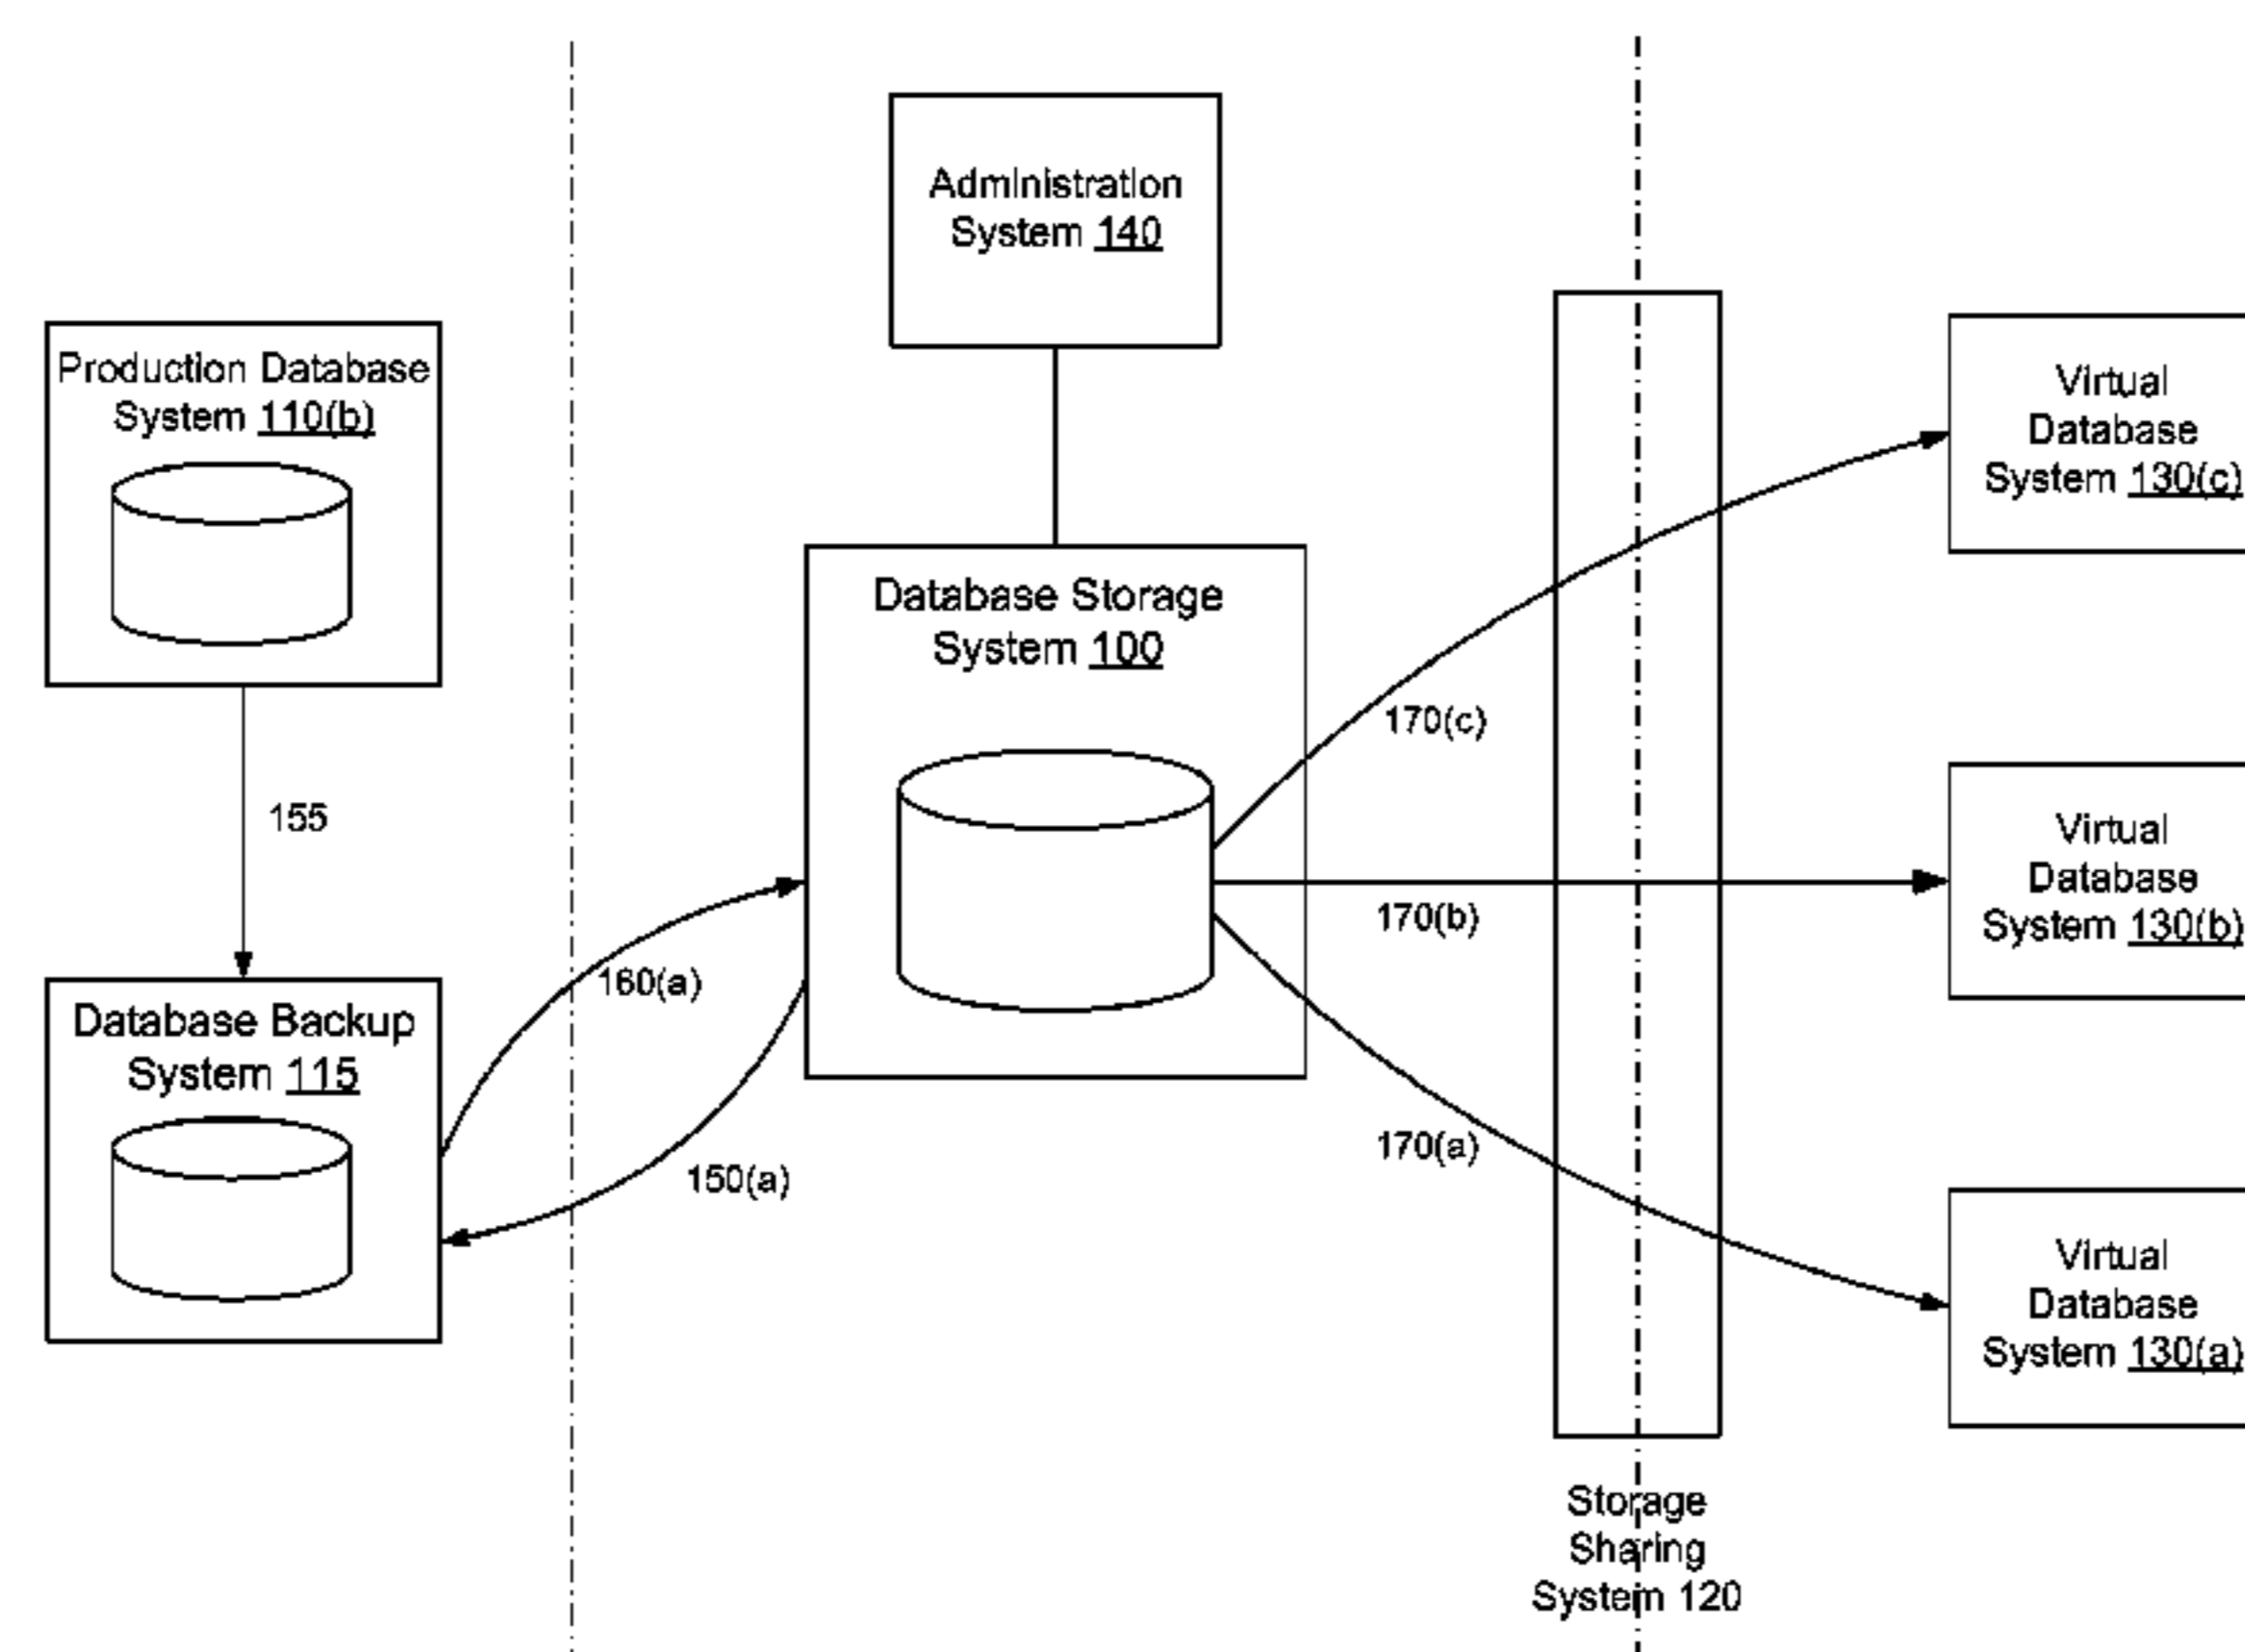 Administration
System 140
Production Database
System 110(b)
Virtual
Database
System 130(c)
Database Storage
System 100
170(c)
155
Virtual
Database
System 130(b)
170(b)
160(a)
Database Backup
System 115
170(a)
150(a)
Virtual
Database
System 130(a)
Storage
Sharing
System 120